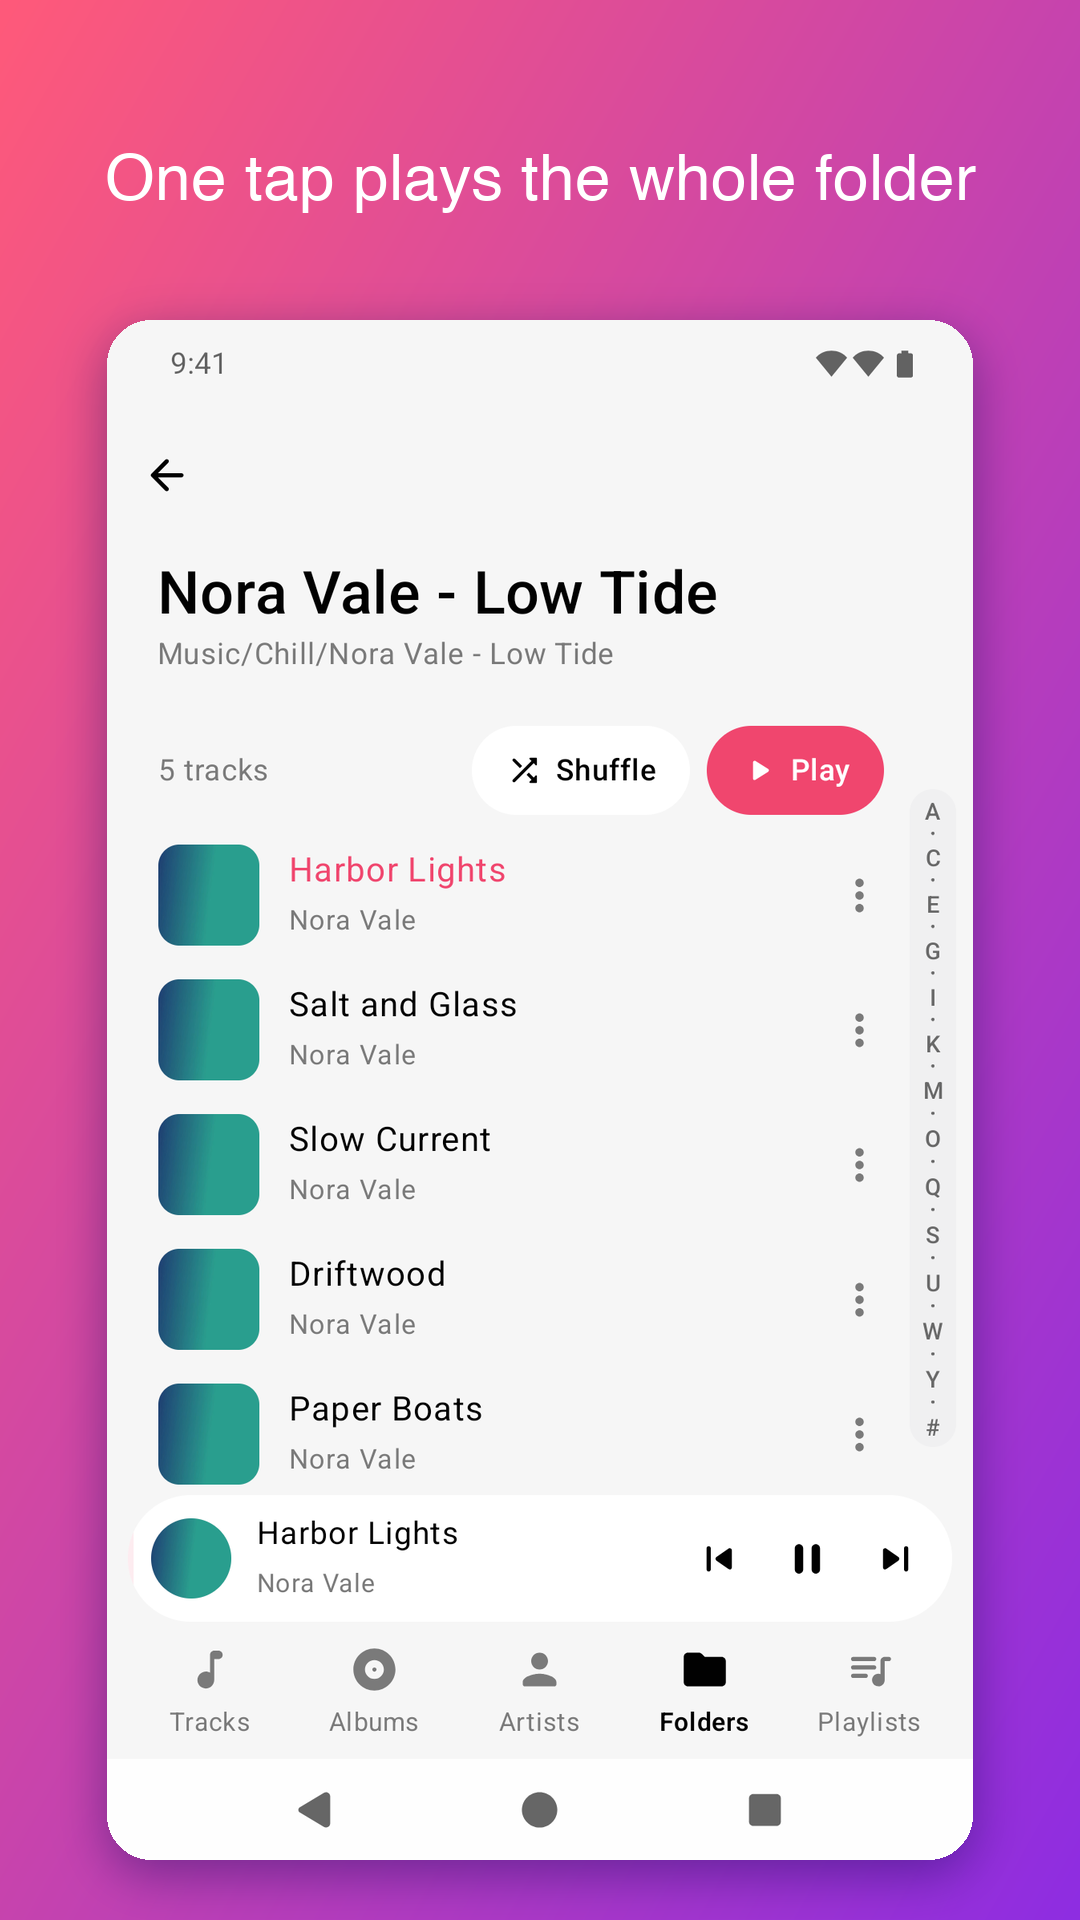 One tap plays the whole folder
9:41
Nora Vale - Low Tide
Music/Chill/Nora Vale - Low Tide
5 tracks
Shuffle
Play
Harbor Lights
Nora Vale
Salt and Glass
Nora Vale
Slow Current
Nora Vale
Driftwood
Nora Vale
Paper Boats
Nora Vale
A
•
C
•
E
•
G
•
I
•
K
•
M
•
O
•
Q
•
S
•
U
•
W
•
Y
•
#
Harbor Lights
Nora Vale
Tracks
Albums
Artists
Folders
Playlists